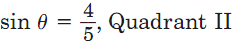 sin θ = 4/5, Quadrant II